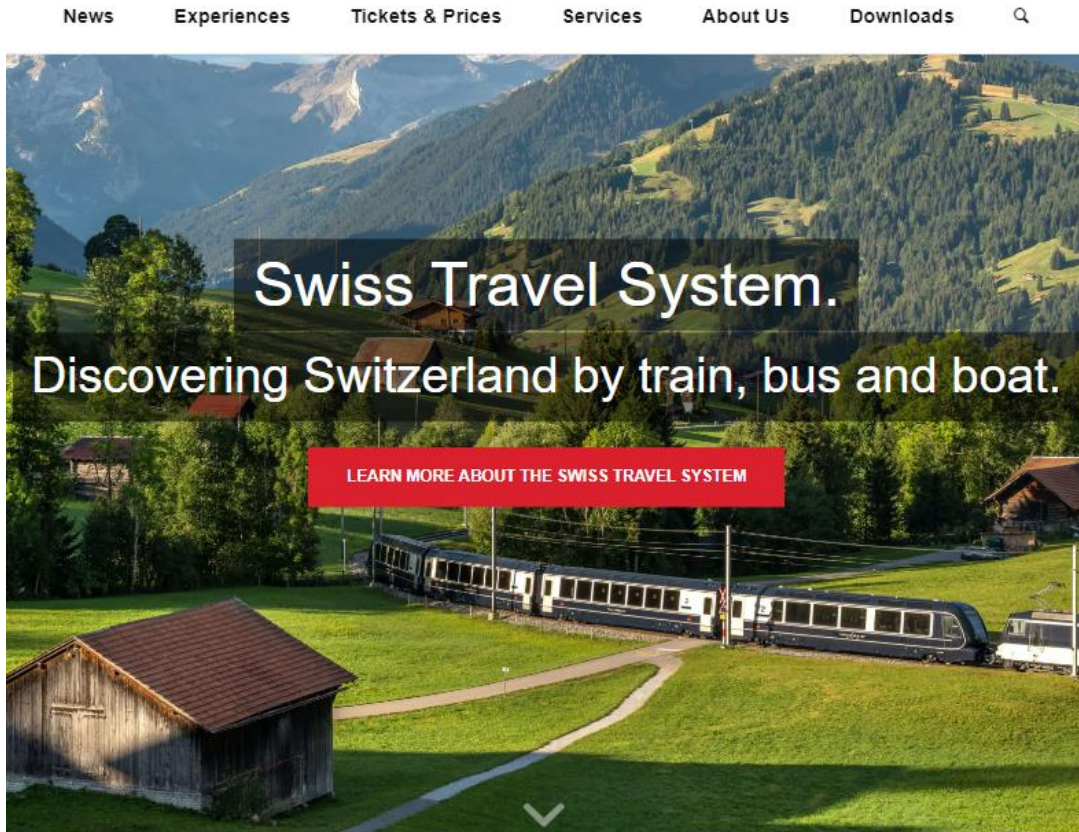 News Experiences Tickets & Prices Services About Us Downloads
Swiss Travel System.
Discovering Switzerland by train, bus and boat.
LEARN MORE ABOUT THE SWISS TRAVEL SYSTEM